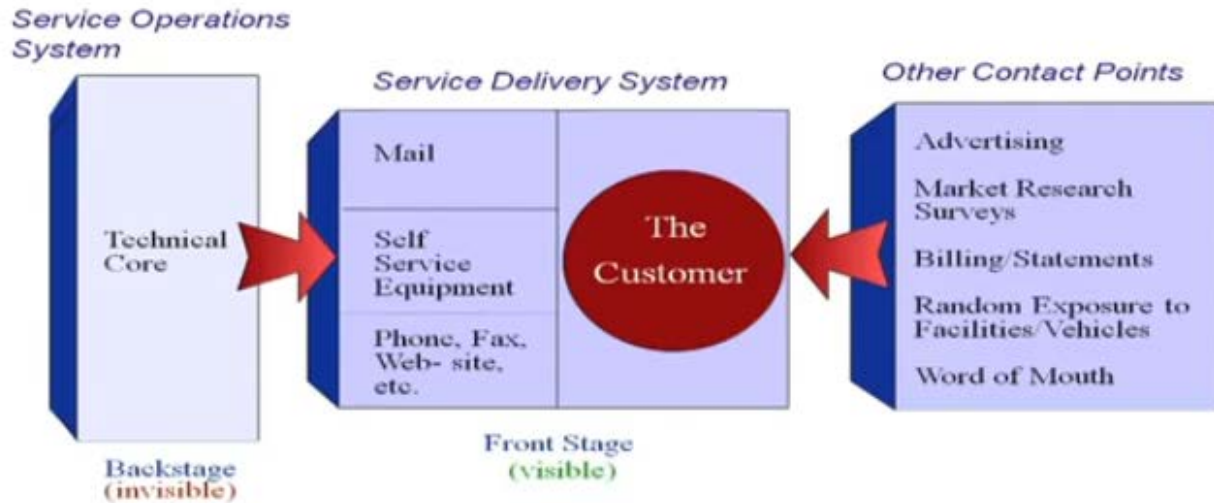 Service Operations
System
Technical
Core
Backstage
(invisible)
Service Delivery System
Mail
Self
Service
Equipment
Phone, Fax,
Web- site,
etc.
The
Customer
Front Stage
(visible)
Other Contact Points
Advertising
Market Research
Surveys
Billing/Statements
Random Exposure to
Facilities/Vehicles
Word of Mouth